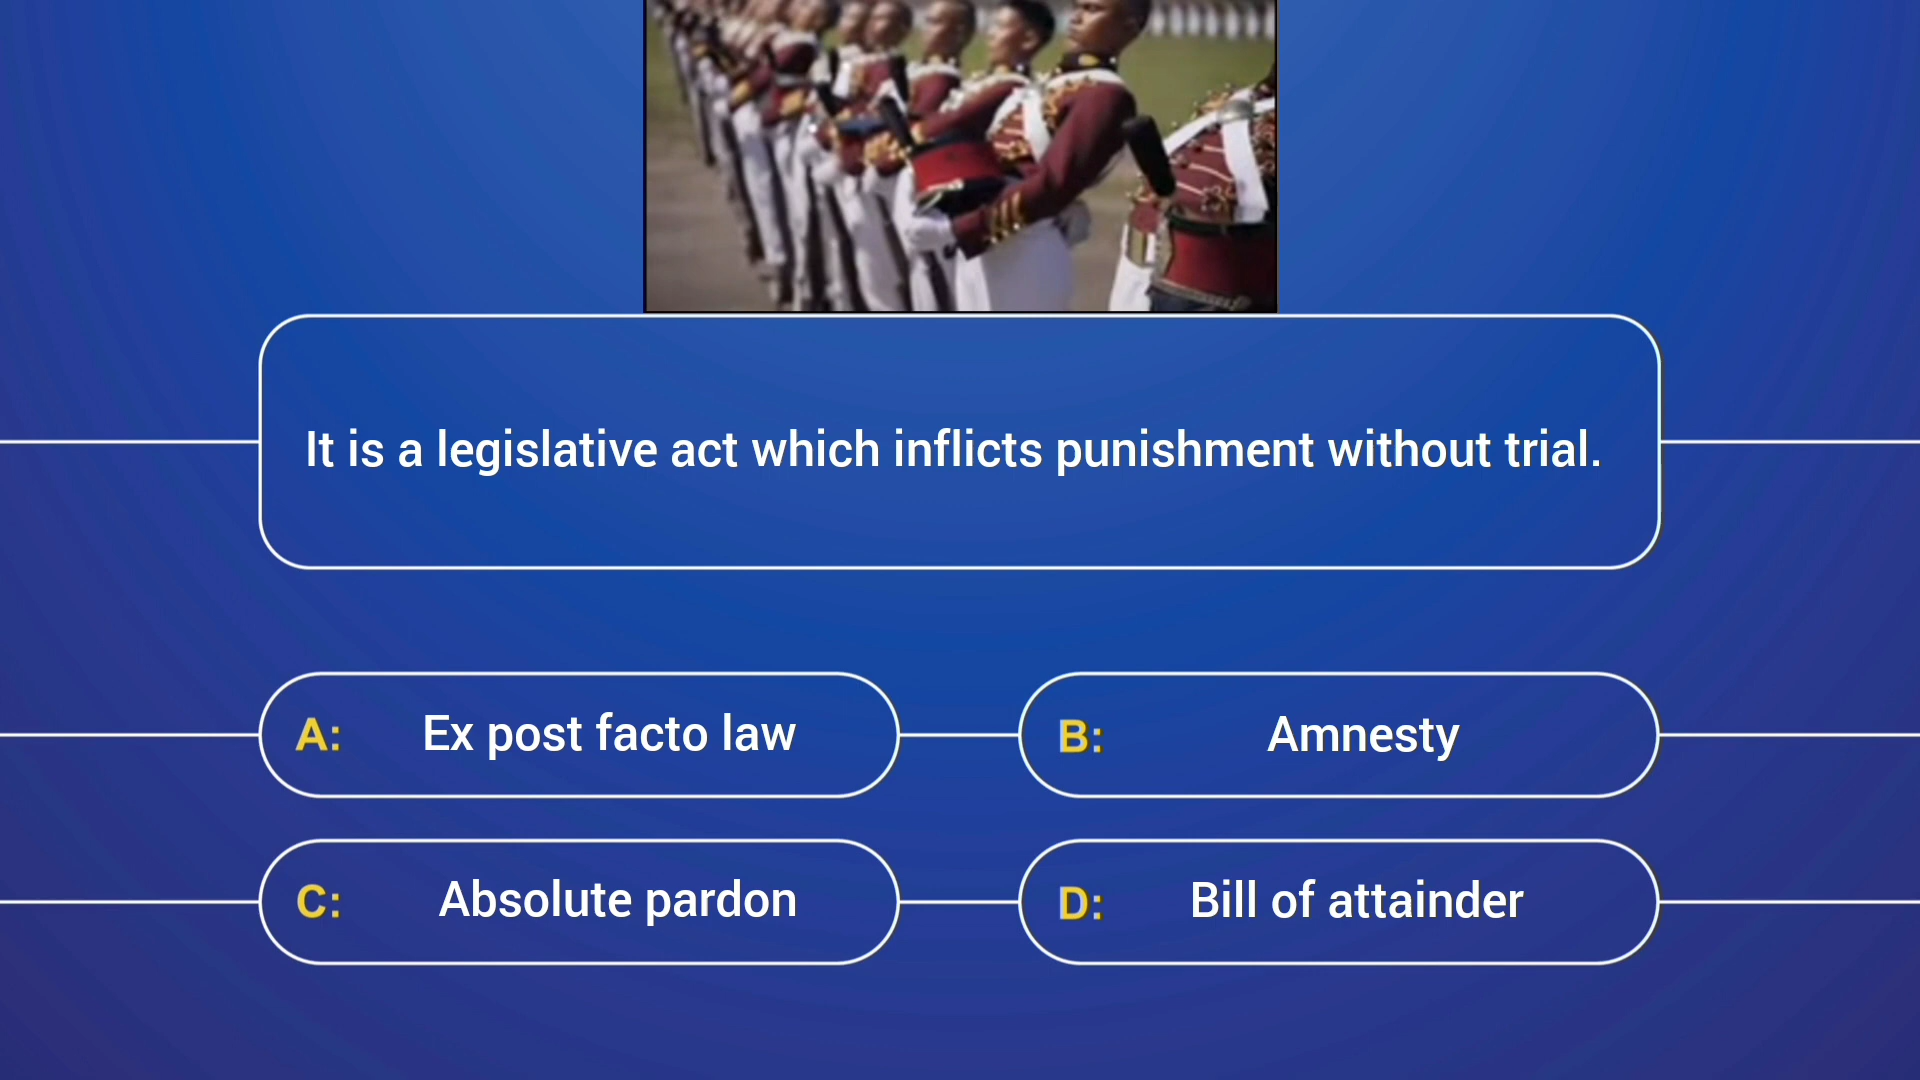 It is a legislative act which inflicts punishment without trial.
A: Ex post facto law
B: Amnesty
C: Absolute pardon
D: Bill of attainder